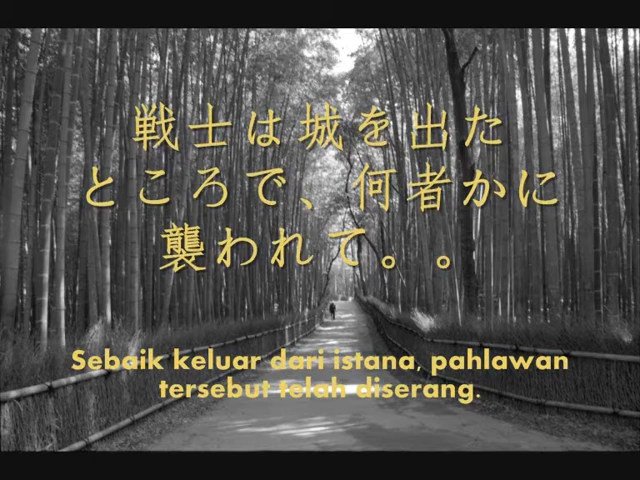 戦士は城を出た
ところで、何者かに
襲われて。。
Sebaik keluar dari istana, pahlawan
tersebut telah diserang.